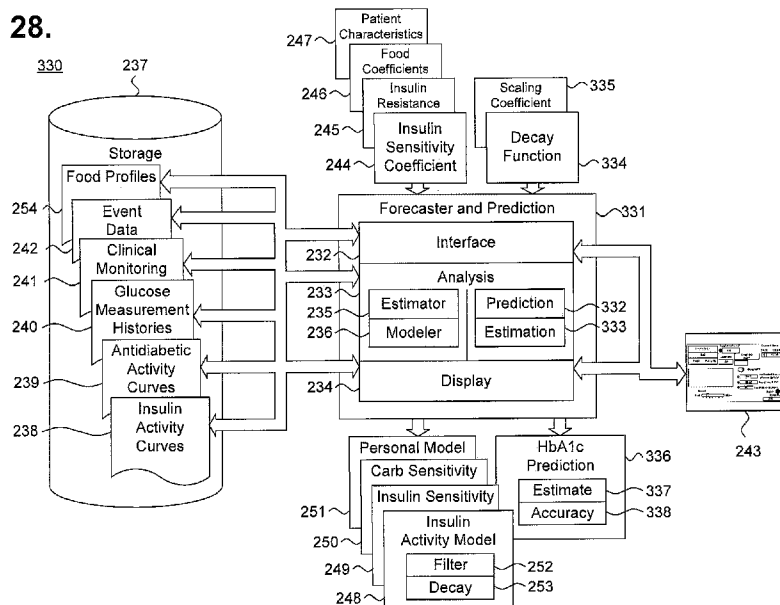 28.
330
237
Storage
Food Profiles
254
Event
Data
242
Clinical
Monitoring
241
Glucose
Measurement
Histories
240
Antidiabetic
Activity
Curves
239
Insulin
Activity
Curves
238
Patient
Characteristics
247
Food
Coefficients
246
Insulin
Resistance
245
Insulin
Sensitivity
Coefficient
244
Scaling
Coefficient
335
Decay
Function
334
Forecaster and Prediction
331
Interface
232
Analysis
233
Estimator
235
Modeler
236
Prediction
332
Estimation
333
Display
234
243
Personal Model
251
Carb Sensitivity
250
Insulin Sensitivity
249
Insulin
Activity Model
248
Filter
252
Decay
253
HbA1c
Prediction
336
Estimate
337
Accuracy
338